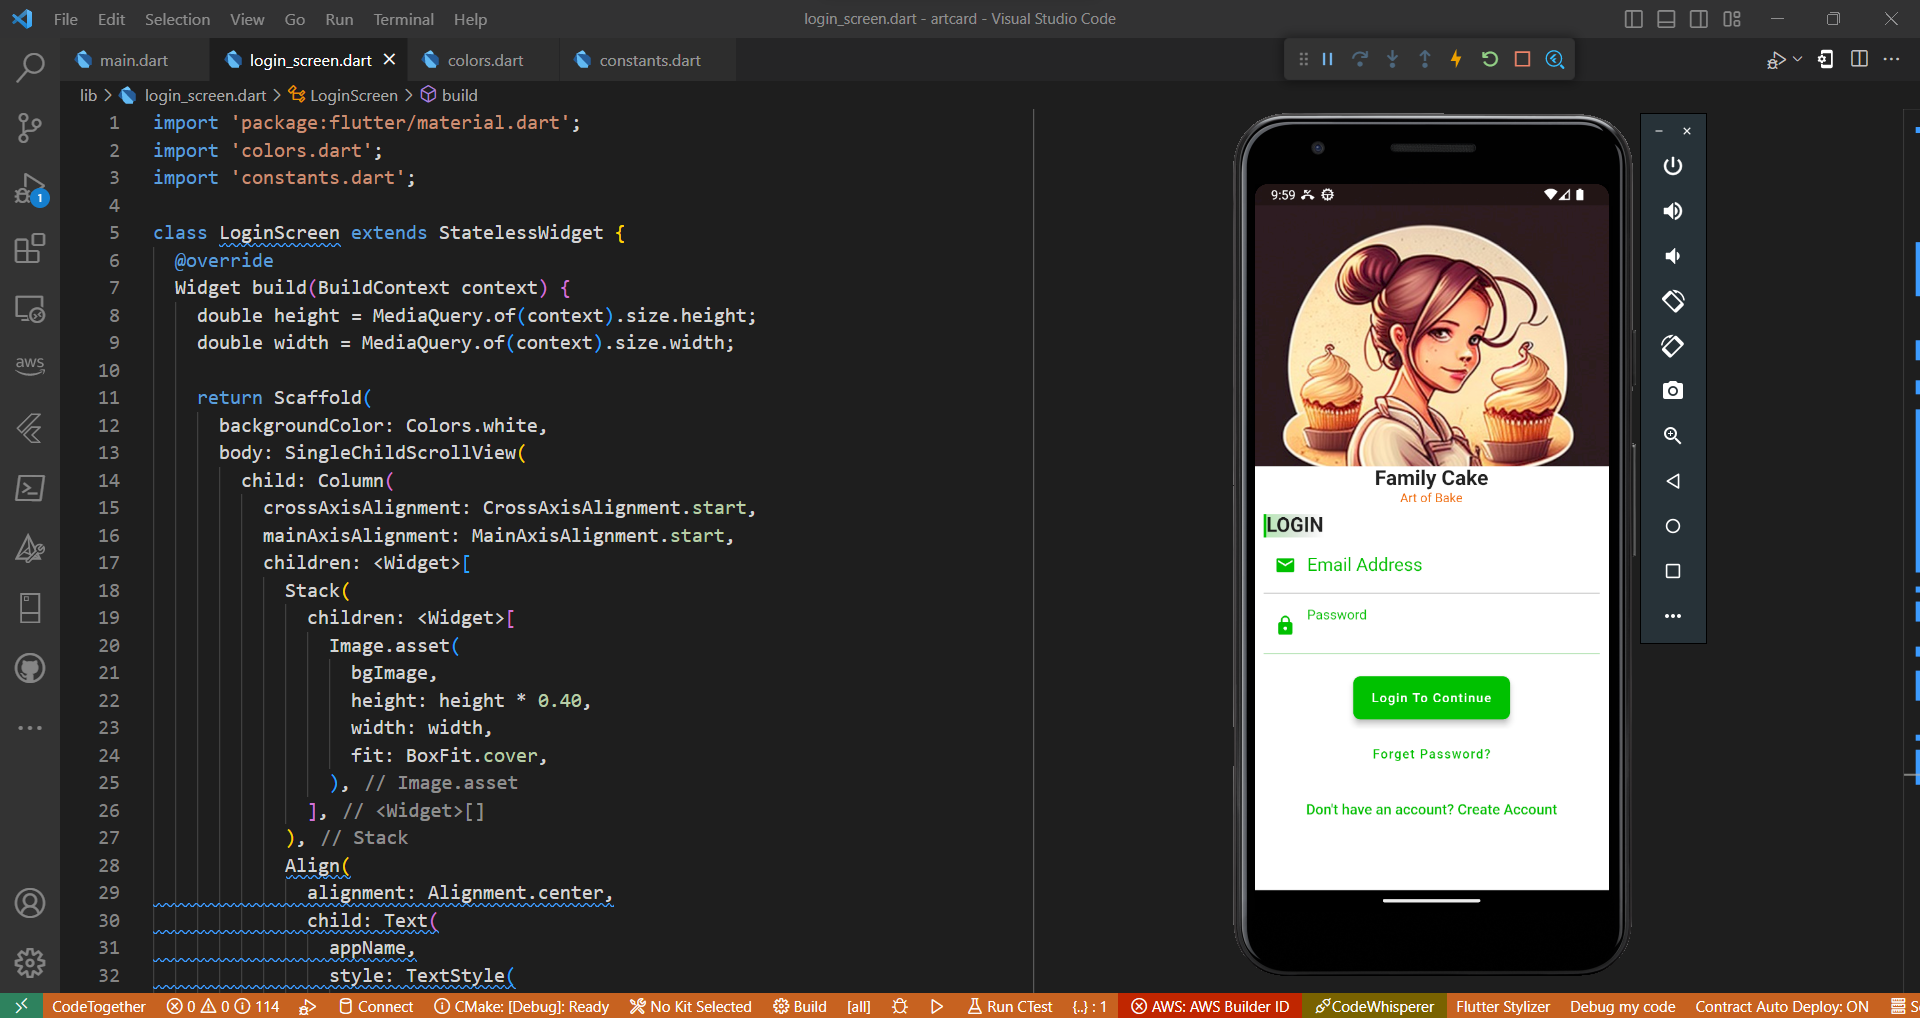 File Edit Selection View Go Run Terminal Help
login_screen.dart - artcard - Visual Studio Code
main.dart
login_screen.dart
colors.dart
constants.dart
lib > login_screen.dart > LoginScreen > build
1 import 'package:flutter/material.dart';
2 import 'colors.dart';
3 import 'constants.dart';
4
5 class LoginScreen extends StatelessWidget {
6 @override
7 Widget build(BuildContext context) {
8 double height = MediaQuery.of(context).size.height;
9 double width = MediaQuery.of(context).size.width;
10
11 return Scaffold(
12 backgroundColor: Colors.white,
13 body: SingleChildScrollView(
14 child: Column(
15 crossAxisAlignment: CrossAxisAlignment.start,
16 mainAxisAlignment: MainAxisAlignment.start,
17 children: <Widget>[
18 Stack(
19 children: <Widget>[
20 Image.asset(
21 bgImage,
22 height: height * 0.40,
23 width: width,
24 fit: BoxFit.cover,
25 ), // Image.asset
26 ], // <Widget>[]
27 ), // Stack
28 Align(
29 alignment: Alignment.center,
30 child: Text(
31 appName,
32 style: TextStyle(
1
aws
9:59
Family Cake
Art of Bake
LOGIN
Email Address
Password
Login To Continue
Forget Password?
Don't have an account? Create Account
CodeTogether 0 0 114 Connect CMake: [Debug]: Ready No Kit Selected Build [all] Run CTest {..} : 1 AWS: AWS Builder ID CodeWhisperer Flutter Stylizer Debug my code Contract Auto Deploy: ON